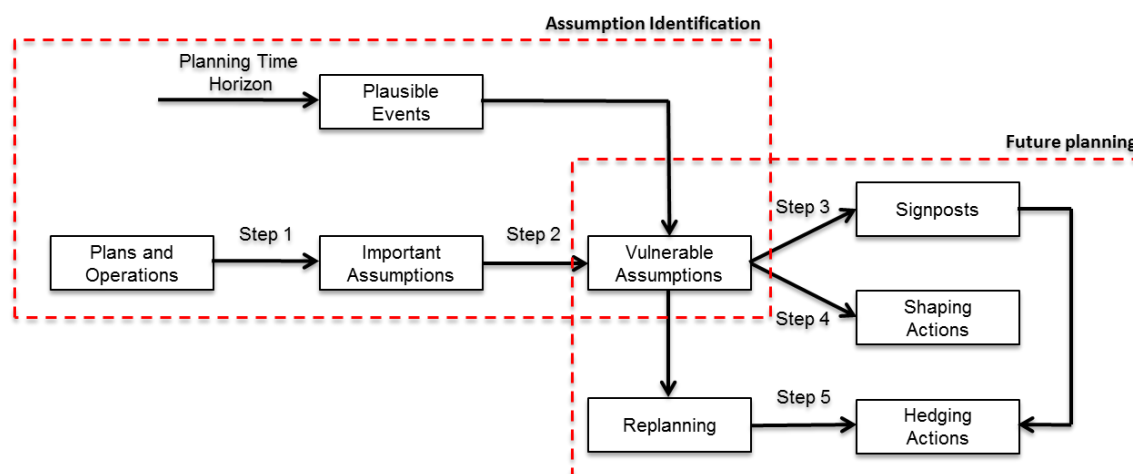 Assumption Identification
Planning Time
Horizon
Plausible
Events
Future planning
Plans and
Operations
Step 1
Important
Assumptions
Step 2
Vulnerable
Assumptions
Step 3
Signposts
Step 4
Shaping
Actions
Replanning
Step 5
Hedging
Actions